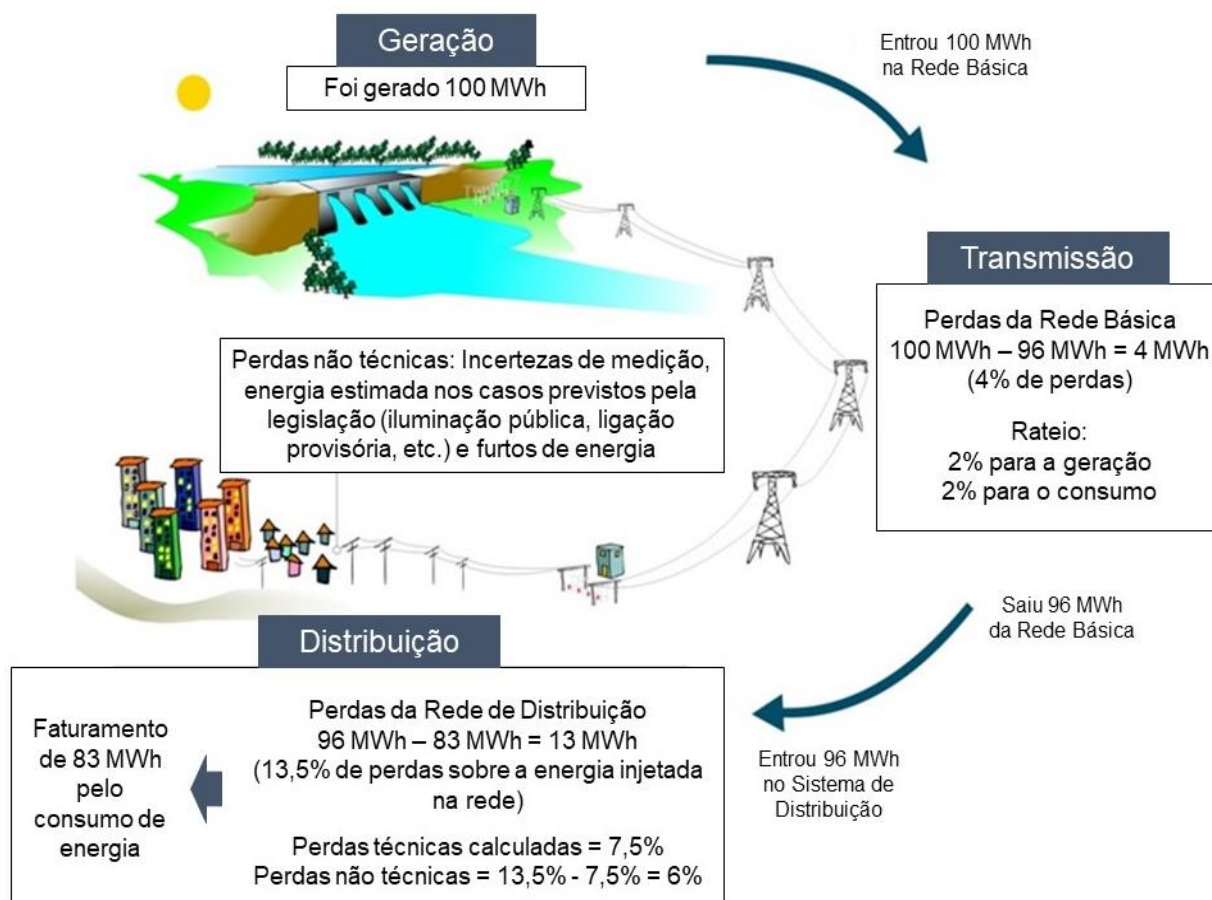 Geração
Foi gerado 100 MWh
Entrou 100 MWh
na Rede Básica
Transmissão
Perdas da Rede Básica
100 MWh – 96 MWh = 4 MWh
(4% de perdas)
Rateio:
2% para a geração
2% para o consumo
Perdas não técnicas: Incertezas de medição,
energia estimada nos casos previstos pela
legislação (iluminação pública, ligação
provisória, etc.) e furtos de energia
Saiu 96 MWh
da Rede Básica
Entrou 96 MWh
no Sistema de
Distribuição
Distribuição
Perdas da Rede de Distribuição
96 MWh – 83 MWh = 13 MWh
(13,5% de perdas sobre a energia injetada
na rede)
Perdas técnicas calculadas = 7,5%
Perdas não técnicas = 13,5% - 7,5% = 6%
Faturamento
de 83 MWh
pelo
consumo de
energia